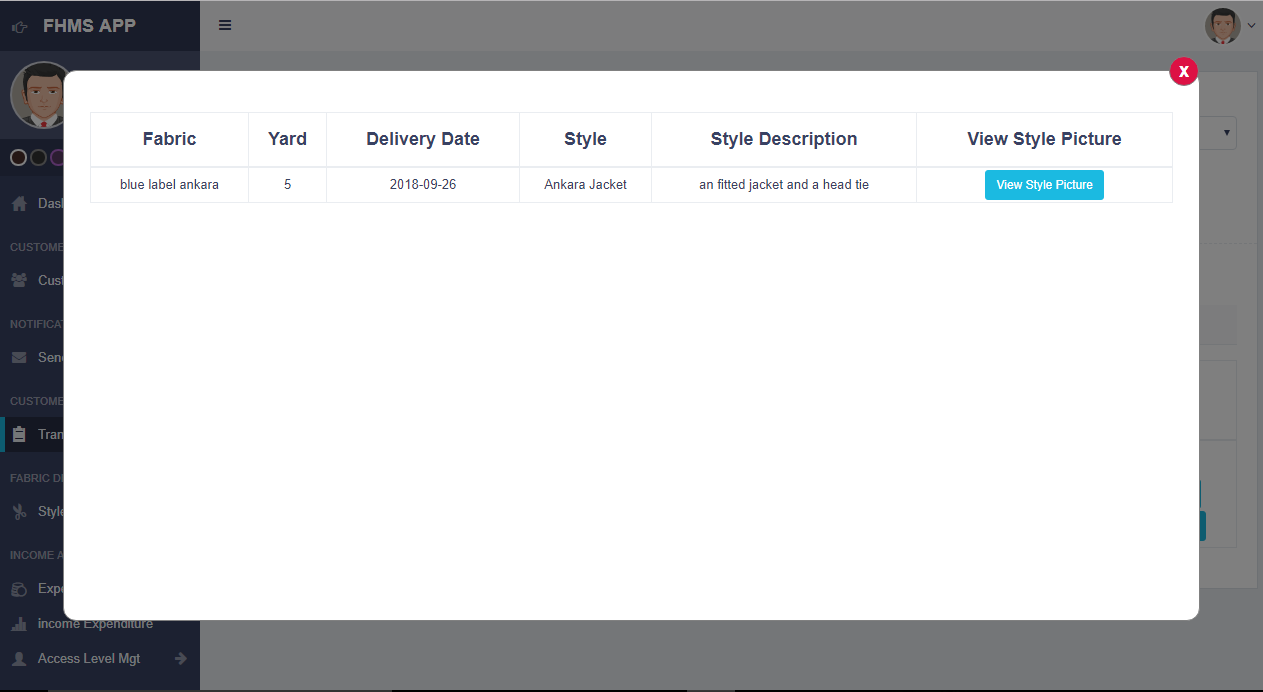 FHMS APP
X
Fabric Yard Delivery Date Style Style Description View Style Picture
blue label ankara 5 2018-09-26 Ankara Jacket an fitted jacket and a head tie View Style Picture
Das
CUSTOME
Cust
NOTIFICAT
Send
CUSTOME
Tran
FABRIC DE
Style
INCOME A
Expe
income Expenditure
Access Level Mgt